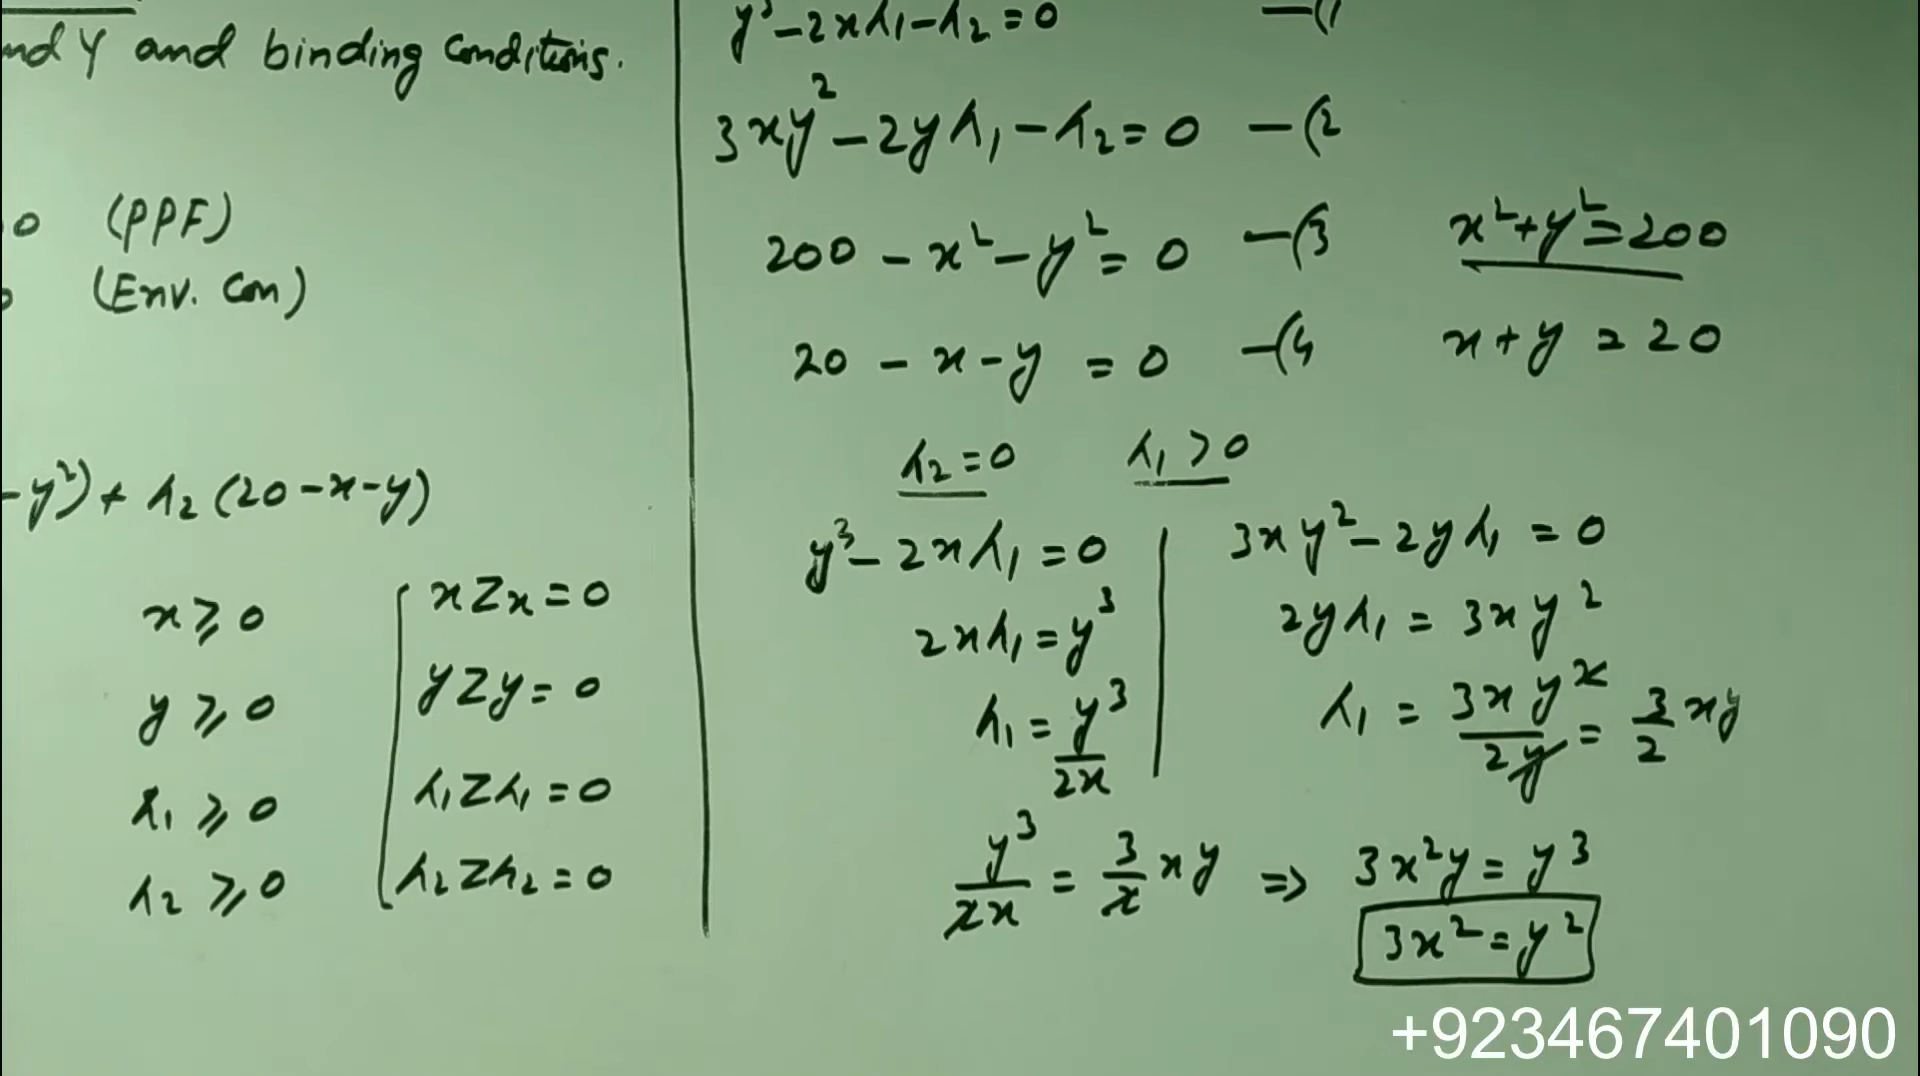 nd Y and binding conditions.
0 (PPF)
0 (Env. Con)
-y²) + λ₂ (20-x-y)
x ≥ 0
y ≥ 0
λ₁ ≥ 0
λ₂ ≥ 0
xZx = 0
yZy = 0
λ₁Zλ₁ = 0
λ₂Zλ₂ = 0
y³ - 2xλ₁ - λ₂ = 0 —(1
3xy² - 2yλ₁ - λ₂ = 0 —(2
200 - x² - y² = 0 —(3 x² + y² = 200
20 - x - y = 0 —(4 x + y = 20
λ₂ = 0 λ₁ > 0
y³ - 2xλ₁ = 0
2xλ₁ = y³
λ₁ = y³/2x
3xy² - 2yλ₁ = 0
2yλ₁ = 3xy²
λ₁ = 3xy²/2y = 3/2 xy
y³/2x = 3/2 xy ⇒ 3x²y = y³
3x² = y²
+923467401090